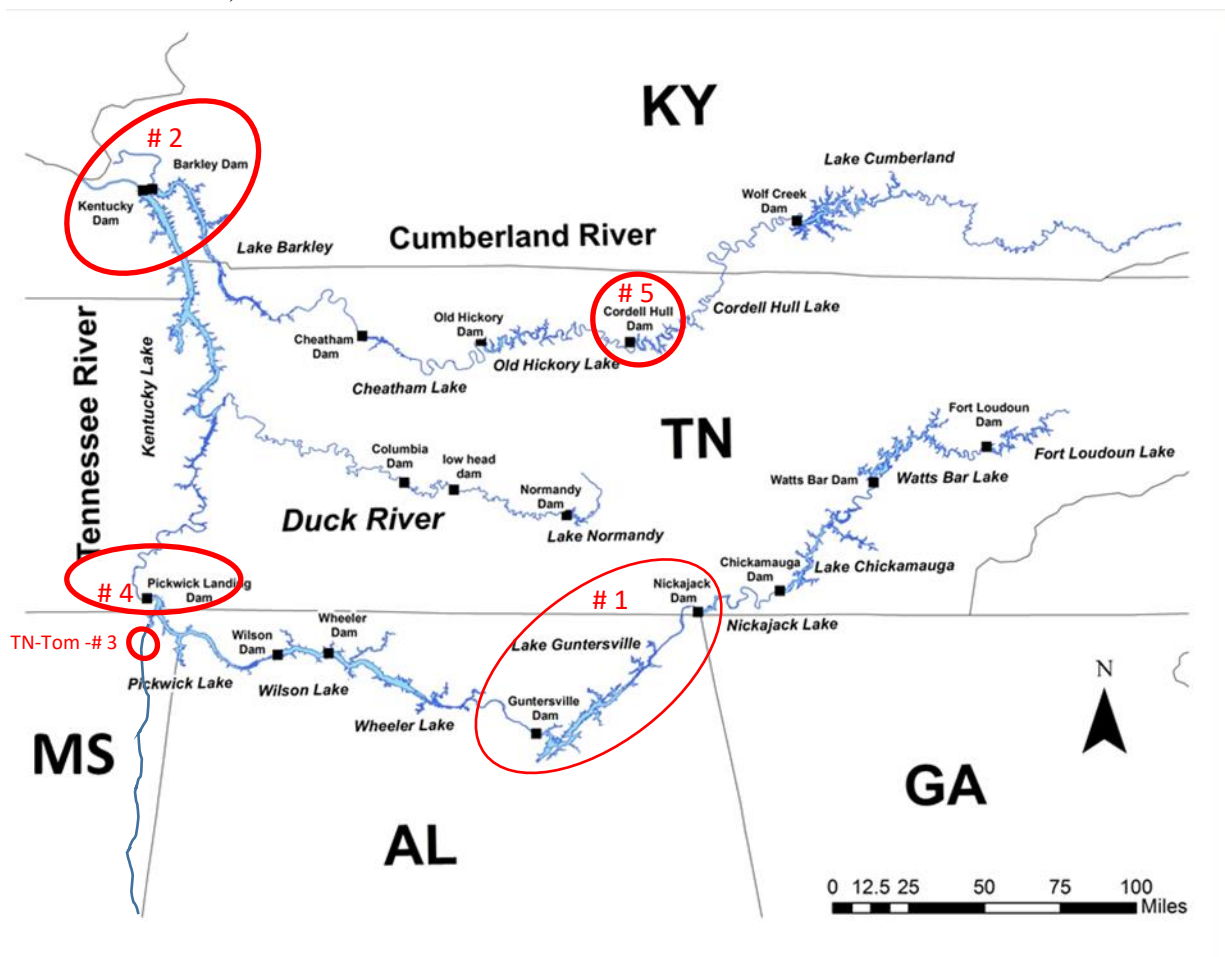 KY
# 2
Barkley Dam
Kentucky
Dam
Lake Cumberland
Wolf Creek
Dam
Lake Barkley
Cumberland River
# 5
Cordell Hull
Dam
Cordell Hull Lake
Old Hickory
Dam
Cheatham
Dam
Old Hickory Lake
Cheatham Lake
Tennessee River
Kentucky Lake
TN
Fort Loudoun
Dam
Fort Loudoun Lake
Columbia
Dam
low head
dam
Watts Bar Dam
Watts Bar Lake
Normandy
Dam
Duck River
Lake Normandy
Chickamauga
Dam
Lake Chickamauga
# 4
Pickwick Landing
Dam
# 1
Nickajack
Dam
Nickajack Lake
TN-Tom -# 3
Wilson
Dam
Wheeler
Dam
Lake Guntersville
Pickwick Lake
Wilson Lake
Guntersville
Dam
Wheeler Lake
N
MS
GA
AL
0 12.5 25 50 75 100
Miles